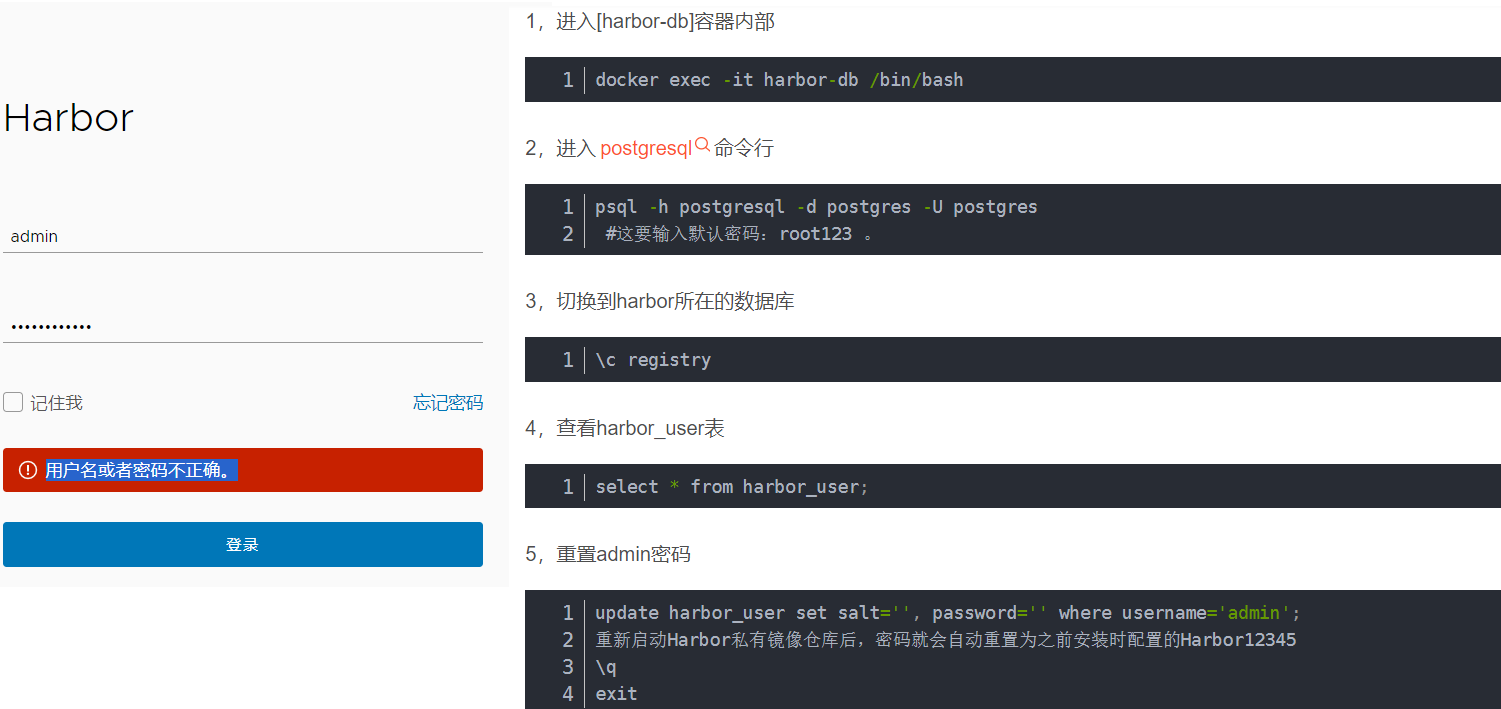 Harbor
admin
••••••••••••
记住我
忘记密码
用户名或者密码不正确。
登录
1，进入[harbor-db]容器内部
1 docker exec -it harbor-db /bin/bash
2，进入 postgresql 命令行
1 psql -h postgresql -d postgres -U postgres
2 #这要输入默认密码：root123 。
3，切换到harbor所在的数据库
1 \c registry
4，查看harbor_user表
1 select * from harbor_user;
5，重置admin密码
1 update harbor_user set salt='', password='' where username='admin';
2 重新启动Harbor私有镜像仓库后，密码就会自动重置为之前安装时配置的Harbor12345
3 \q
4 exit